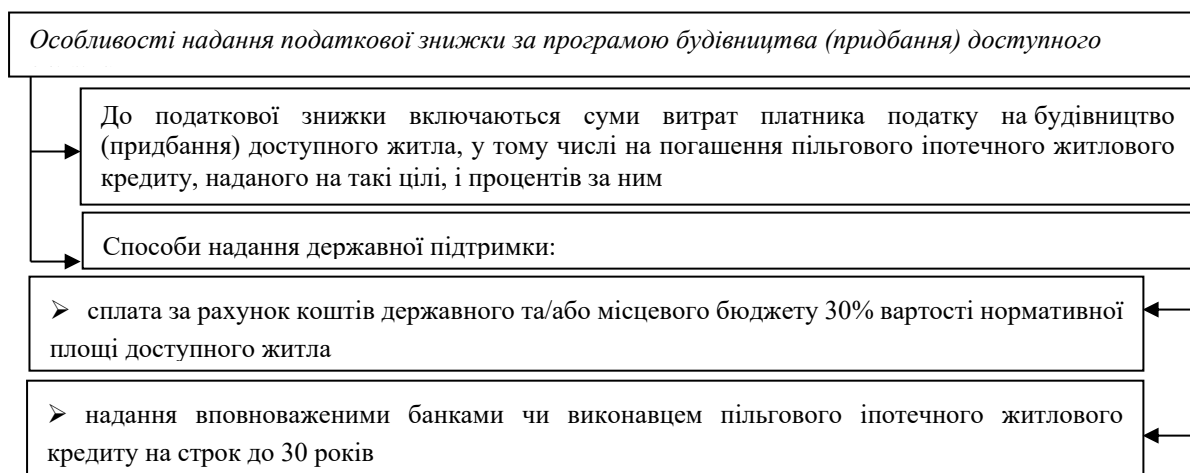 Особливості надання податкової знижки за програмою будівництва (придбання) доступного
До податкової знижки включаються суми витрат платника податку на будівництво
(придбання) доступного житла, у тому числі на погашення пільгового іпотечного житлового
кредиту, наданого на такі цілі, і процентів за ним
Способи надання державної підтримки:
➢ сплата за рахунок коштів державного та/або місцевого бюджету 30% вартості нормативної
площі доступного житла
➢ надання вповноваженими банками чи виконавцем пільгового іпотечного житлового
кредиту на строк до 30 років